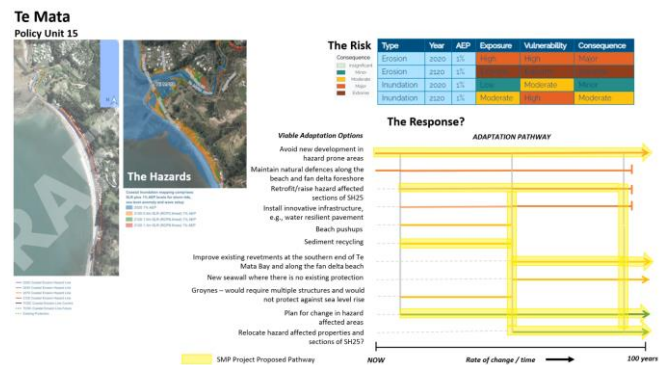 Te Mata
Policy Unit 15
The Hazards
The Risk
Consequence
Insignificant
Minor
Moderate
Major
Extreme
Type Year AEP Exposure Vulnerability Consequence
Erosion 2020 1% High High Major
Erosion 2120 1%
Inundation 2020 1% Low Moderate Minor
Inundation 2120 1% Moderate High Moderate
The Response?
Viable Adaptation Options
ADAPTATION PATHWAY
Avoid new development in
hazard prone areas
Maintain natural defences along the
beach and fan delta foreshore
Retrofit/raise hazard affected
sections of SH25
Install innovative infrastructure,
e.g., water resilient pavement
Beach pushups
Sediment recycling
Improve existing revetments at the southern end of Te
Mata Bay and along the fan delta beach
New seawall where there is no existing protection
Groynes – would require multiple structures and would
not protect against sea level rise
Plan for change in hazard
affected areas
Relocate hazard affected properties and
sections of SH25?
SMP Project Proposed Pathway
NOW
Rate of change / time
100 years